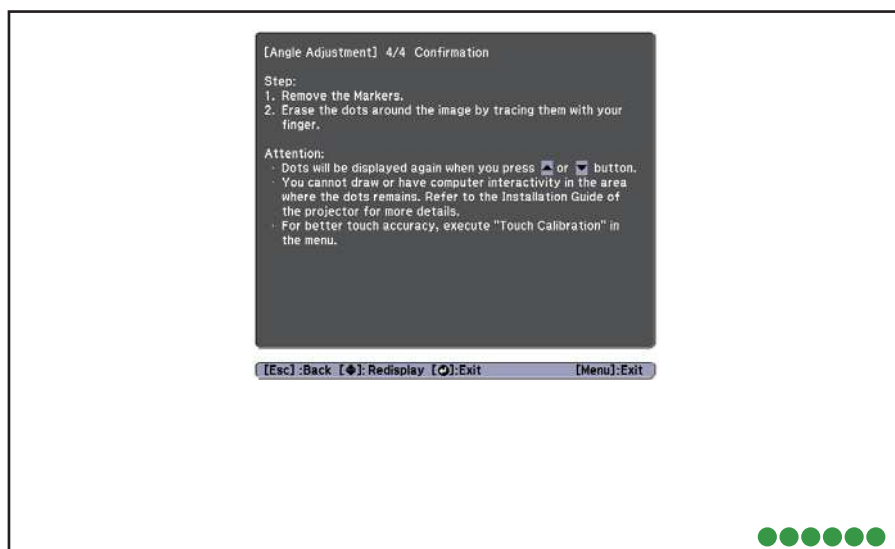 [Angle Adjustment] 4/4 Confirmation
Step:
1. Remove the Markers.
2. Erase the dots around the image by tracing them with your
finger.
Attention:
· Dots will be displayed again when you press ▲ or ▼ button.
· You cannot draw or have computer interactivity in the area
where the dots remains. Refer to the Installation Guide of
the projector for more details.
· For better touch accuracy, execute "Touch Calibration" in
the menu.
[Esc] :Back [◆]: Redisplay [⏎]:Exit [Menu]:Exit